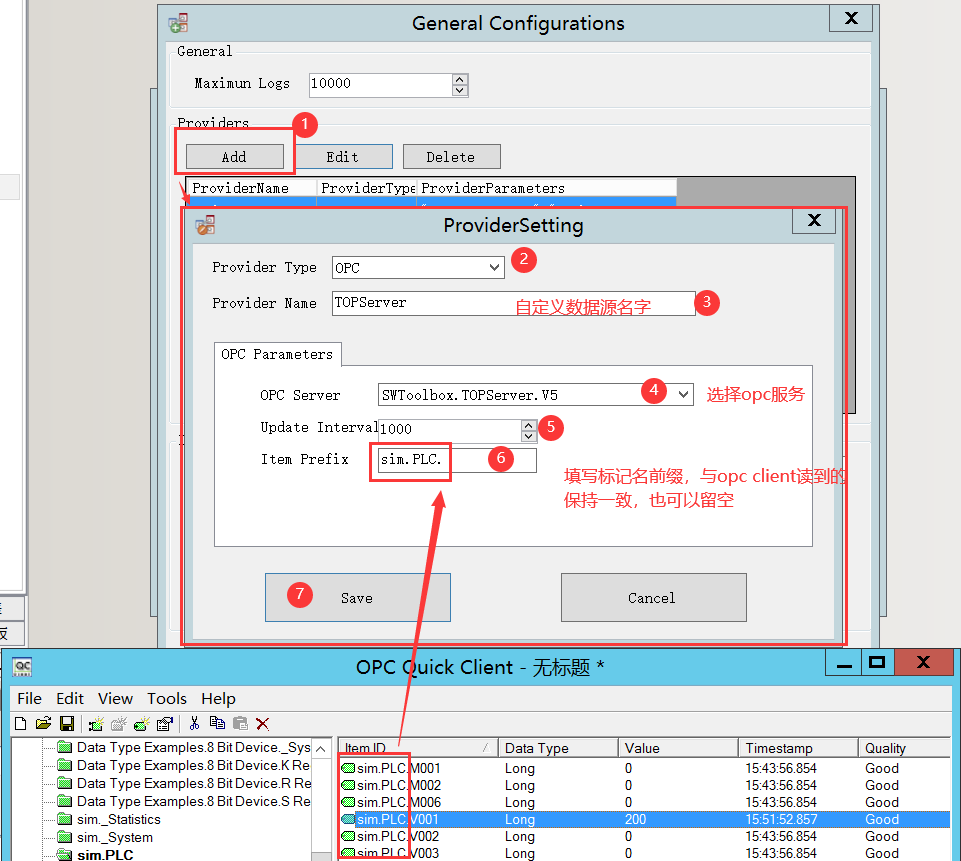 General Configurations
General
Maximun Logs 10000
Providers 1
Add Edit Delete
ProviderName ProviderType ProviderParameters
ProviderSetting
Provider Type OPC 2
Provider Name TOPServer 自定义数据源名字 3
OPC Parameters
OPC Server SWToolbox.TOPServer.V5 4 选择opc服务
Update Interval 1000 5
Item Prefix sim.PLC. 6
填写标记名前缀，与opc client读到的
保持一致，也可以留空
7 Save Cancel
OPC Quick Client - 无标题 *
File Edit View Tools Help
Data Type Examples.8 Bit Device._Sys
Data Type Examples.8 Bit Device.K Re
Data Type Examples.8 Bit Device.R Re
Data Type Examples.8 Bit Device.S Re
sim._Statistics
sim._System
sim.PLC
Item ID Data Type Value Timestamp Quality
sim.PLC.M001 Long 0 15:43:56.854 Good
sim.PLC.M002 Long 0 15:43:56.854 Good
sim.PLC.M006 Long 0 15:43:56.854 Good
sim.PLC.V001 Long 200 15:51:52.857 Good
sim.PLC.V002 Long 0 15:43:56.854 Good
sim.PLC.V003 Long 0 15:43:56.854 Good